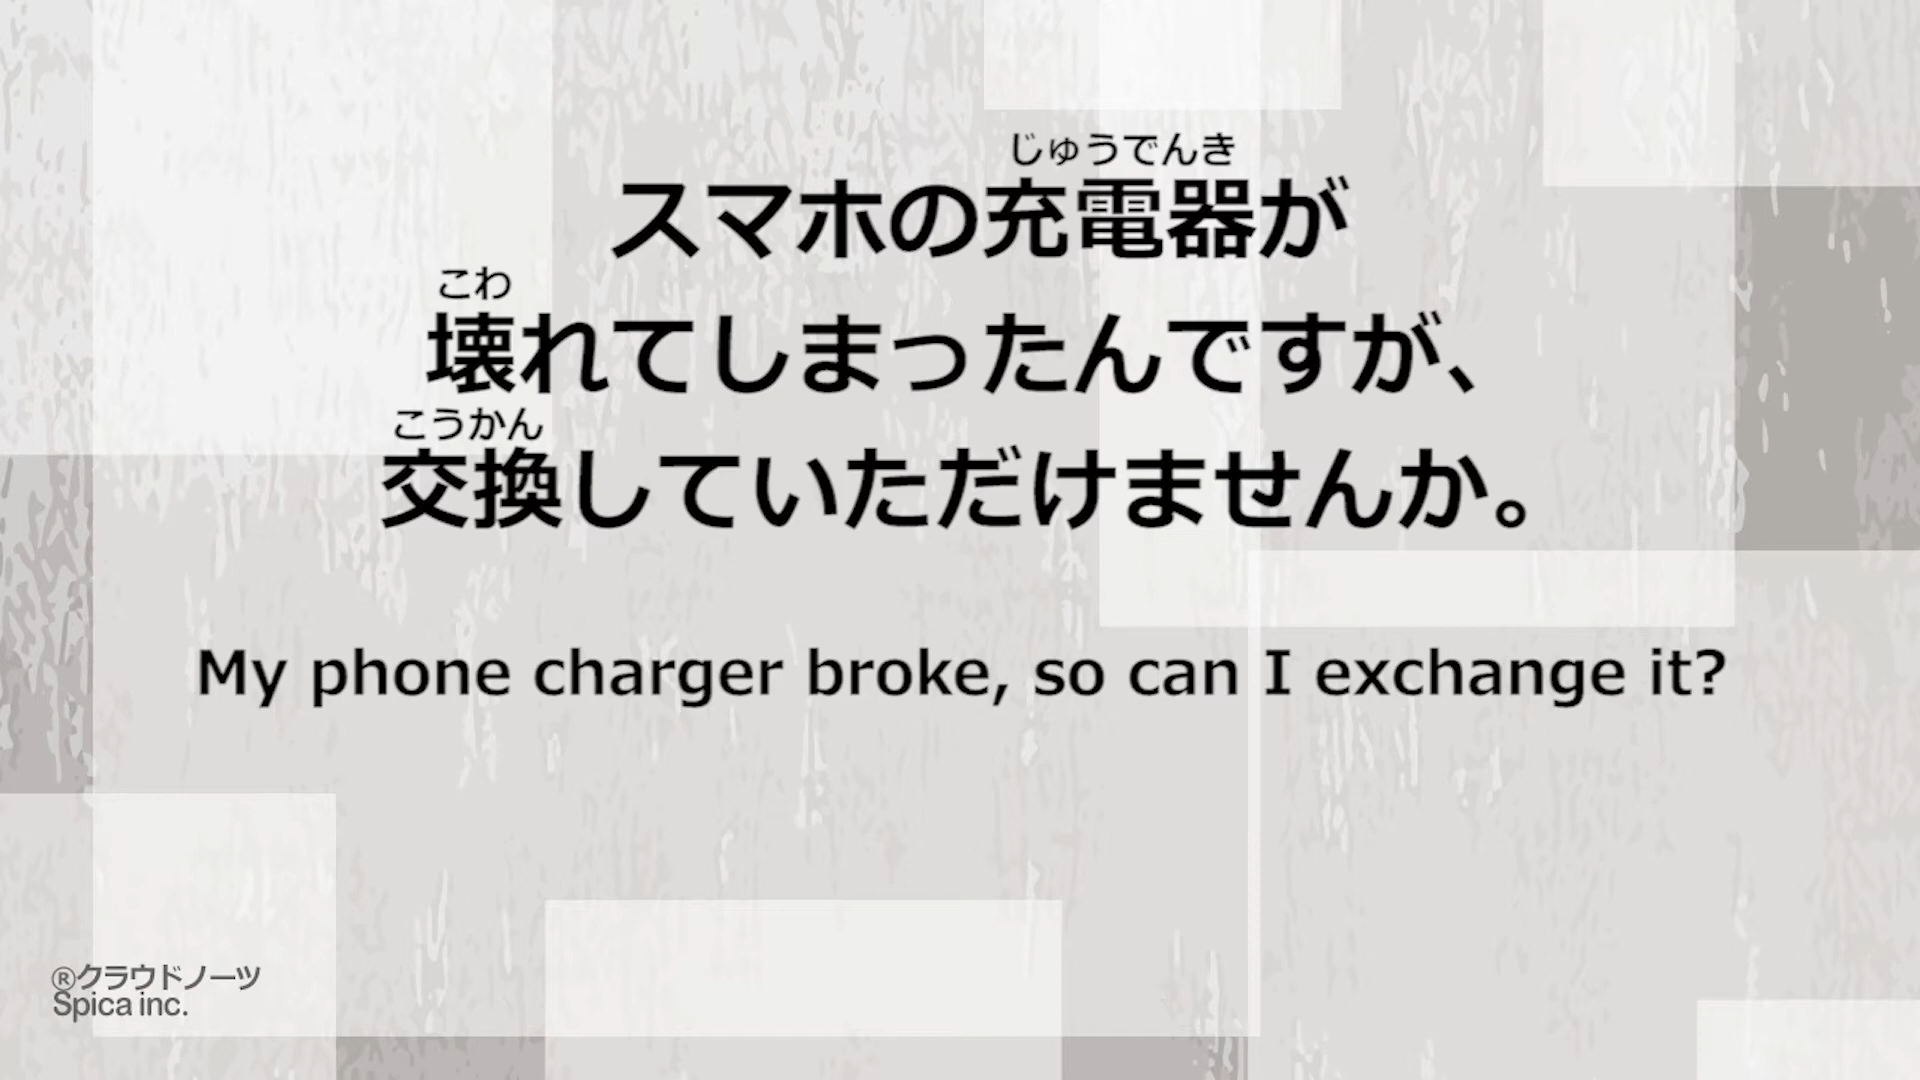 じゅうでんき
スマホの充電器が
こわ
壊れてしまったんですが、
こうかん
交換していただけませんか。
My phone charger broke, so can I exchange it?
®クラウドノーツ
Spica inc.